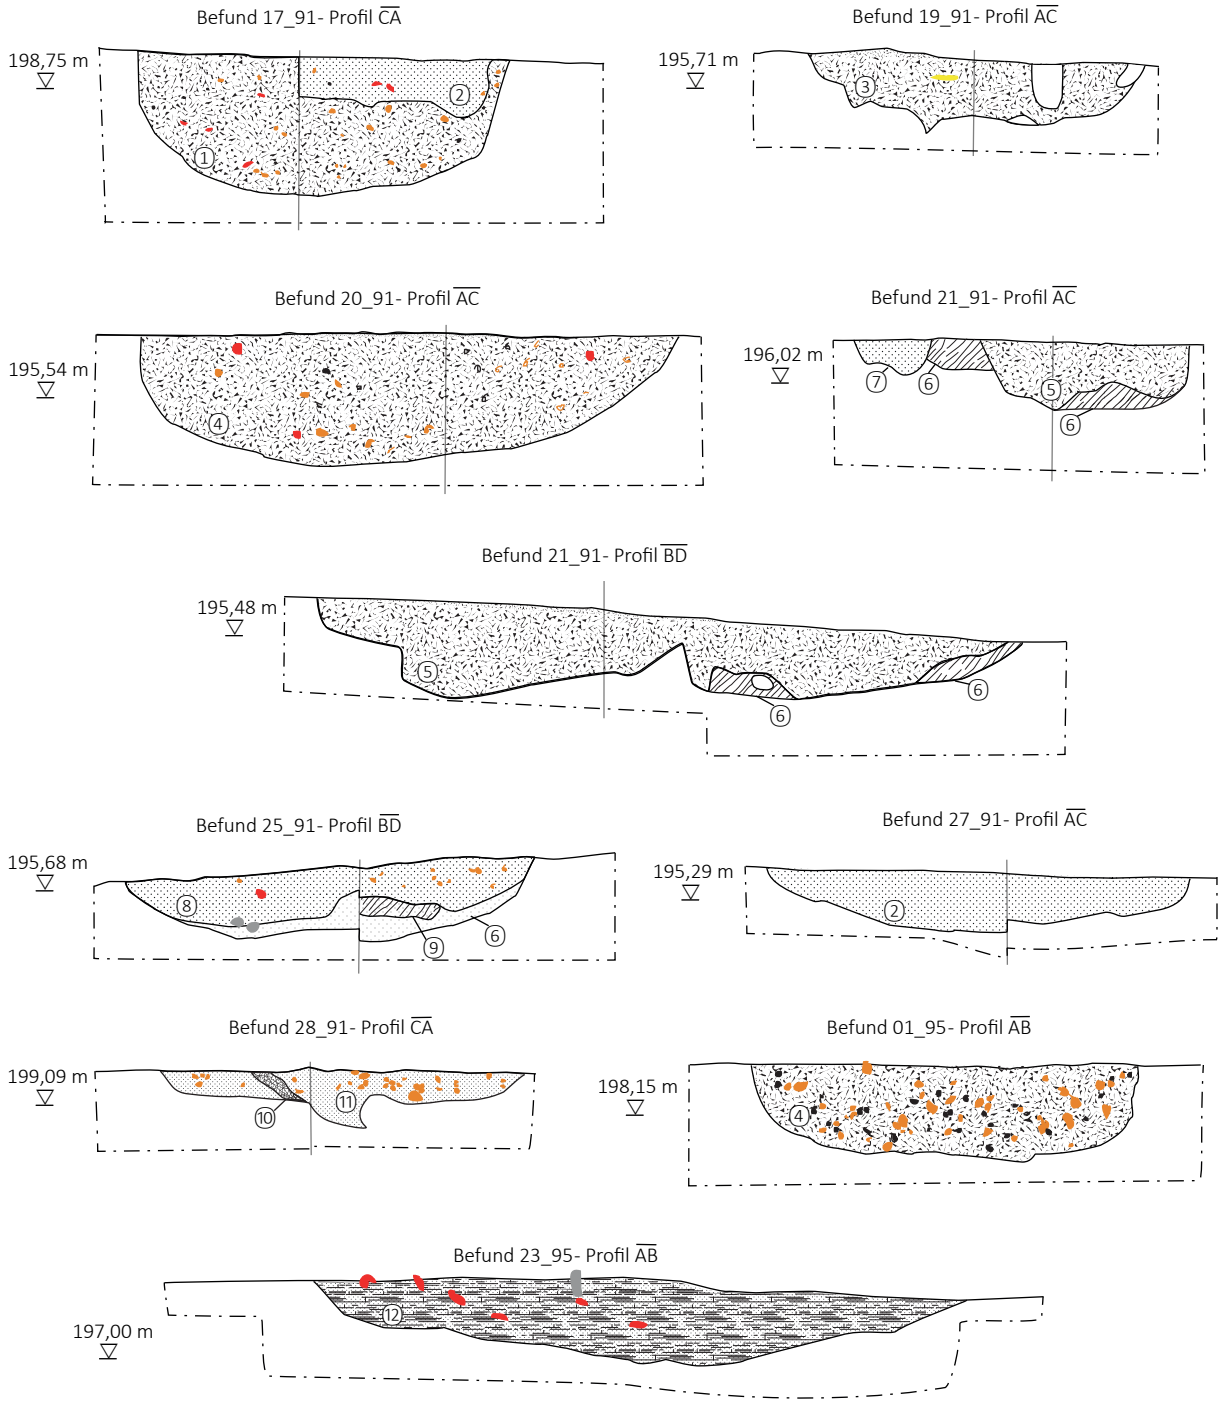 Befund 17_91- Profil CA
198,75 m
1
2
Befund 19_91- Profil AC
195,71 m
3
Befund 20_91- Profil AC
195,54 m
4
Befund 21_91- Profil AC
196,02 m
7
6
5
6
Befund 21_91- Profil BD
195,48 m
5
6
6
Befund 25_91- Profil BD
195,68 m
8
9
6
Befund 27_91- Profil AC
195,29 m
2
Befund 28_91- Profil CA
199,09 m
10
11
Befund 01_95- Profil AB
198,15 m
4
Befund 23_95- Profil AB
197,00 m
12